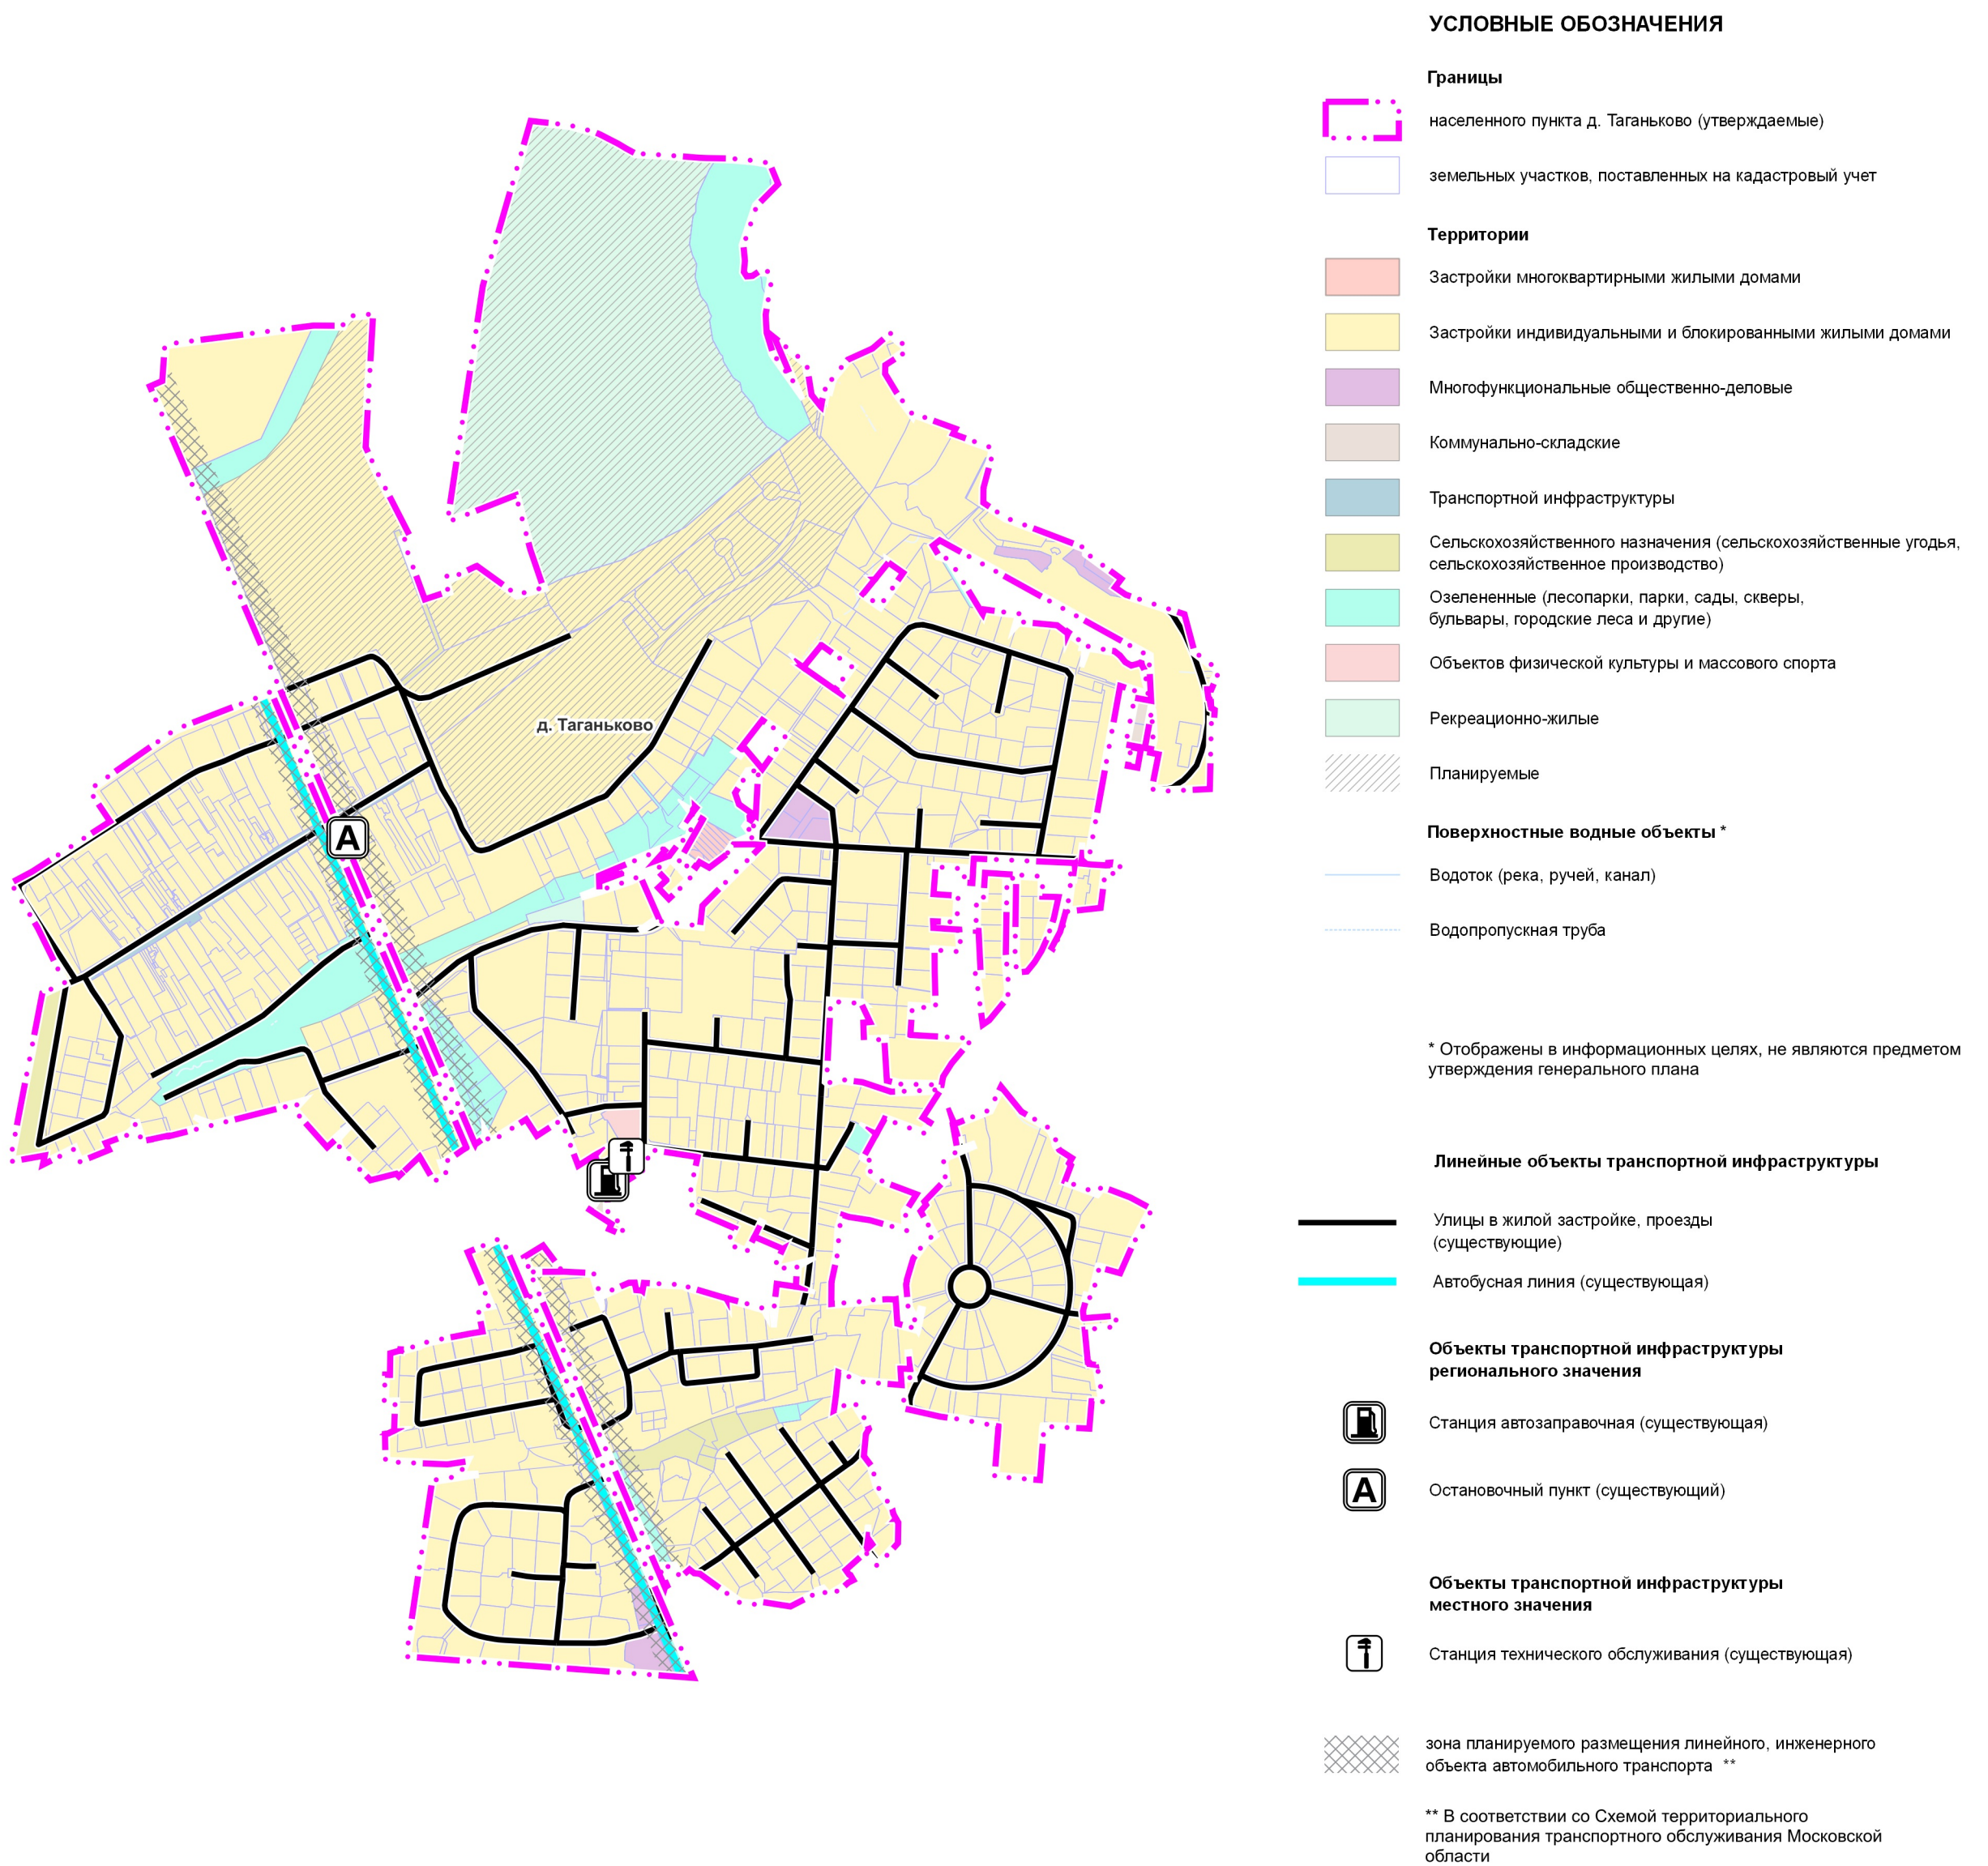 УСЛОВНЫЕ ОБОЗНАЧЕНИЯ
Границы
населенного пункта д. Таганьково (утверждаемые)
земельных участков, поставленных на кадастровый учет
Территории
Застройки многоквартирными жилыми домами
Застройки индивидуальными и блокированными жилыми домами
Многофункциональные общественно-деловые
Коммунально-складские
Транспортной инфраструктуры
Сельскохозяйственного назначения (сельскохозяйственные угодья,
сельскохозяйственное производство)
Озелененные (лесопарки, парки, сады, скверы,
бульвары, городские леса и другие)
Объектов физической культуры и массового спорта
Рекреационно-жилые
Планируемые
Поверхностные водные объекты *
Водоток (река, ручей, канал)
Водопропускная труба
* Отображены в информационных целях, не являются предметом
утверждения генерального плана
Линейные объекты транспортной инфраструктуры
Улицы в жилой застройке, проезды
(существующие)
Автобусная линия (существующая)
Объекты транспортной инфраструктуры
регионального значения
Станция автозаправочная (существующая)
А
Остановочный пункт (существующий)
Объекты транспортной инфраструктуры
местного значения
Станция технического обслуживания (существующая)
зона планируемого размещения линейного, инженерного
объекта автомобильного транспорта **
** В соответствии со Схемой территориального
планирования транспортного обслуживания Московской
области
д. Таганьково
А